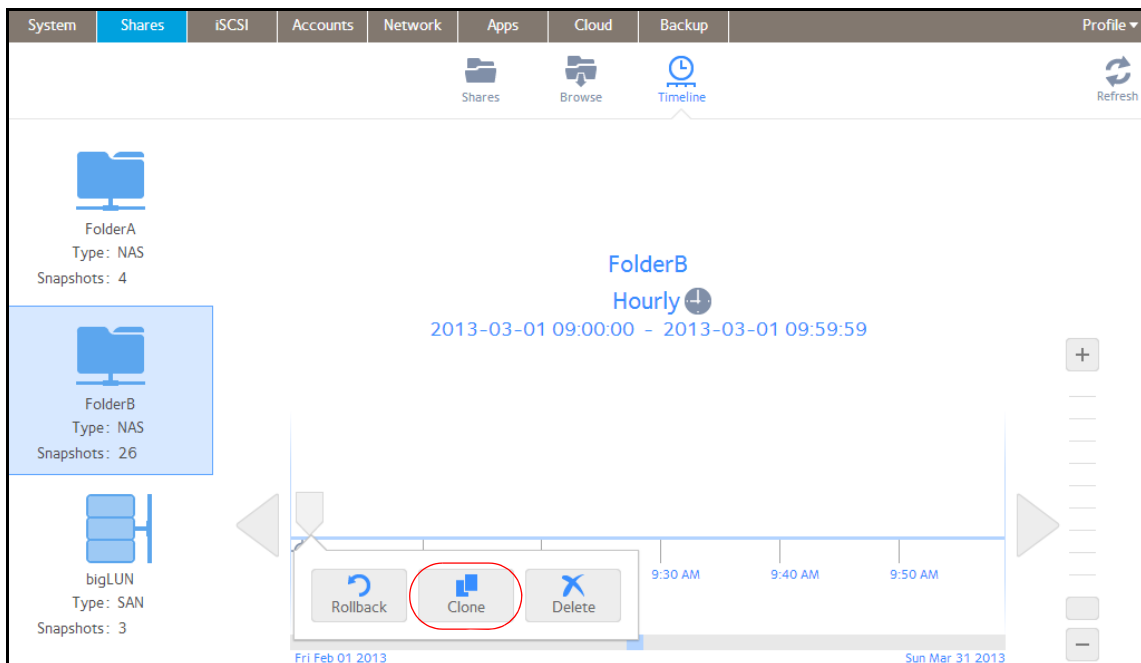 System Shares iSCSI Accounts Network Apps Cloud Backup Profile
Shares Browse Timeline Refresh
FolderA
Type: NAS
Snapshots: 4
FolderB
Type: NAS
Snapshots: 26
bigLUN
Type: SAN
Snapshots: 3
FolderB
Hourly
2013-03-01 09:00:00 - 2013-03-01 09:59:59
+
9:30 AM 9:40 AM 9:50 AM
Rollback Clone Delete
−
Fri Feb 01 2013 Sun Mar 31 2013